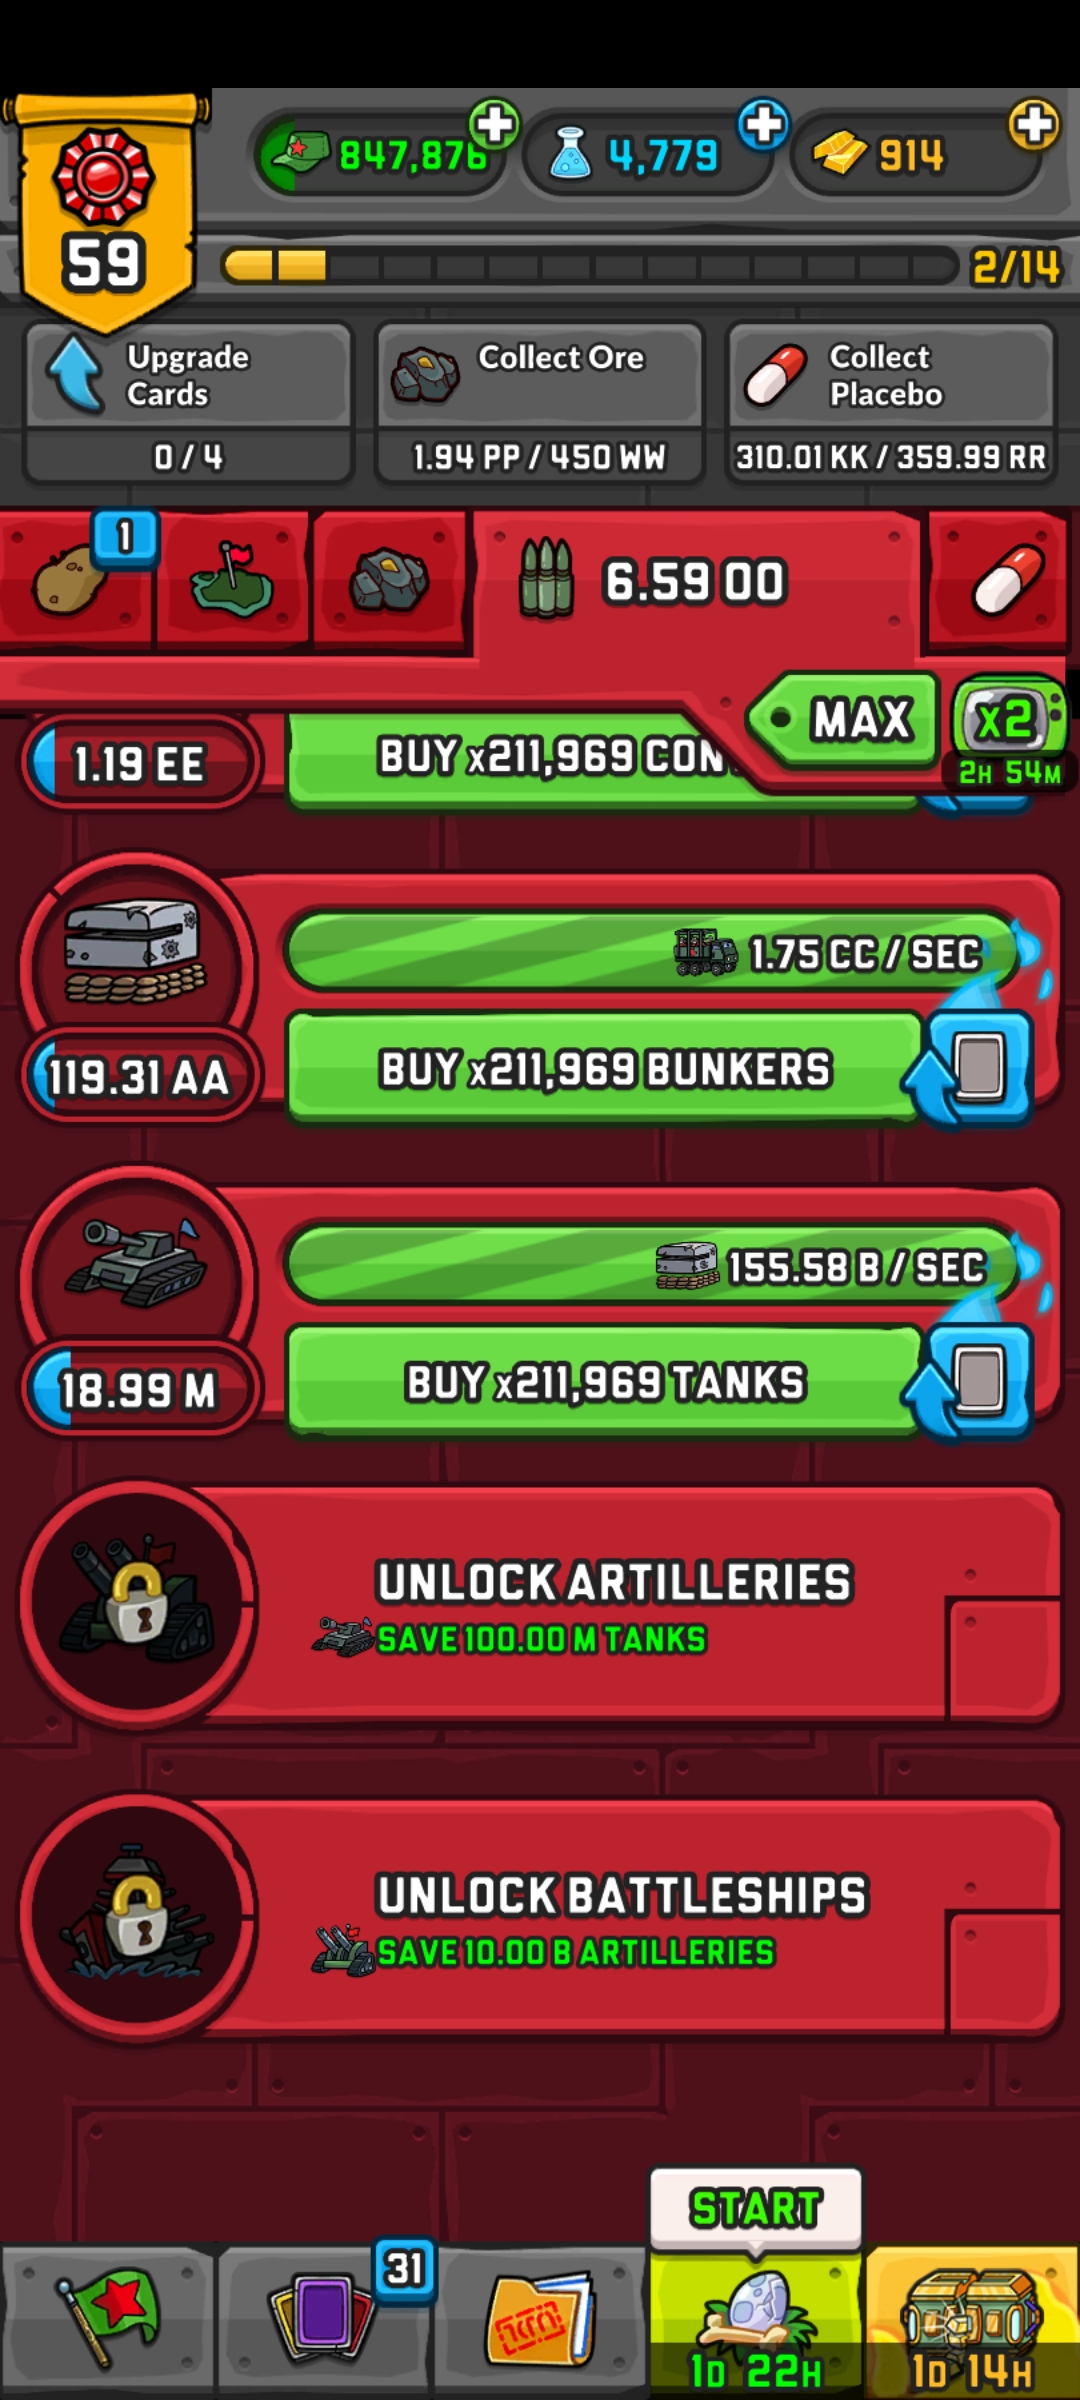 847,876
4,779
914
59
2/14
Upgrade
Cards
0 / 4
Collect Ore
1.94 PP / 450 WW
Collect
Placebo
310.01 KK / 359.99 RR
1
6.59 OO
MAX
x2
2H 54M
1.19 EE
BUY x211,969 CON
1.75 CC / SEC
119.31 AA
BUY x211,969 BUNKERS
155.58 B / SEC
18.99 M
BUY x211,969 TANKS
UNLOCK ARTILLERIES
SAVE 100.00 M TANKS
UNLOCK BATTLESHIPS
SAVE 10.00 B ARTILLERIES
START
31
1D 22H
1D 14H